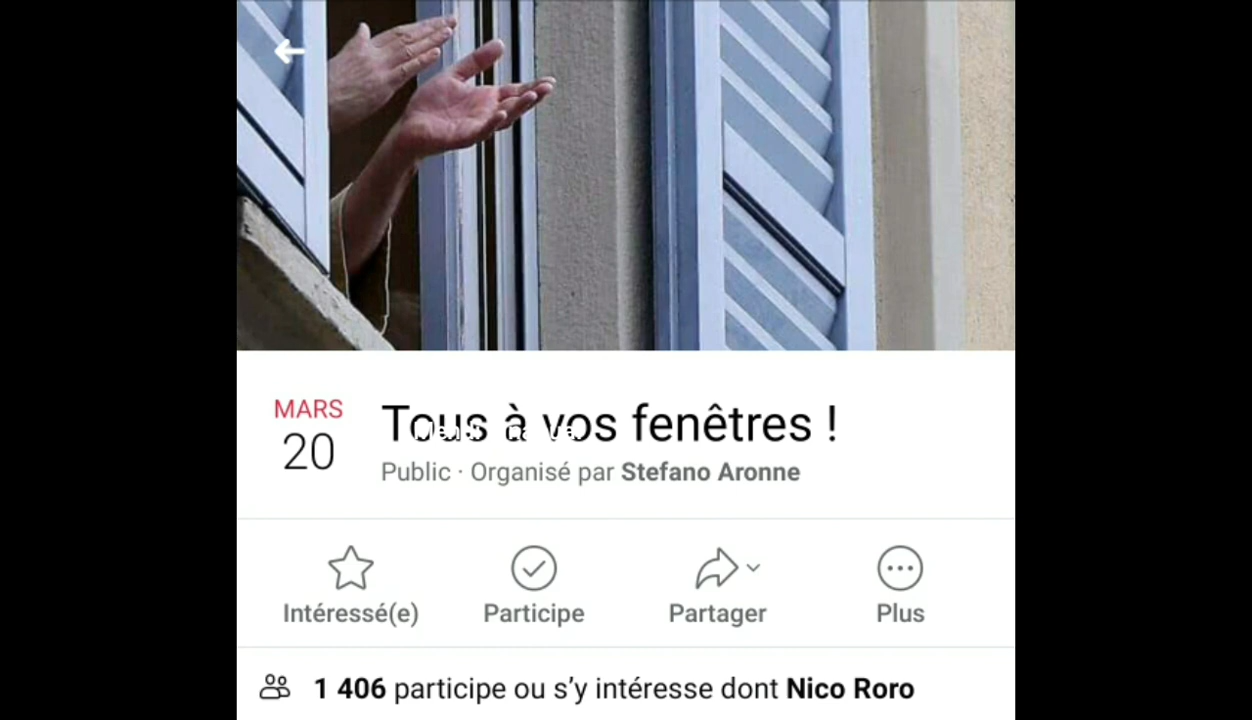 MARS
20
Tous à vos fenêtres !
Public · Organisé par Stefano Aronne
Intéressé(e)
Participe
Partager
Plus
1 406 participe ou s’y intéresse dont Nico Roro